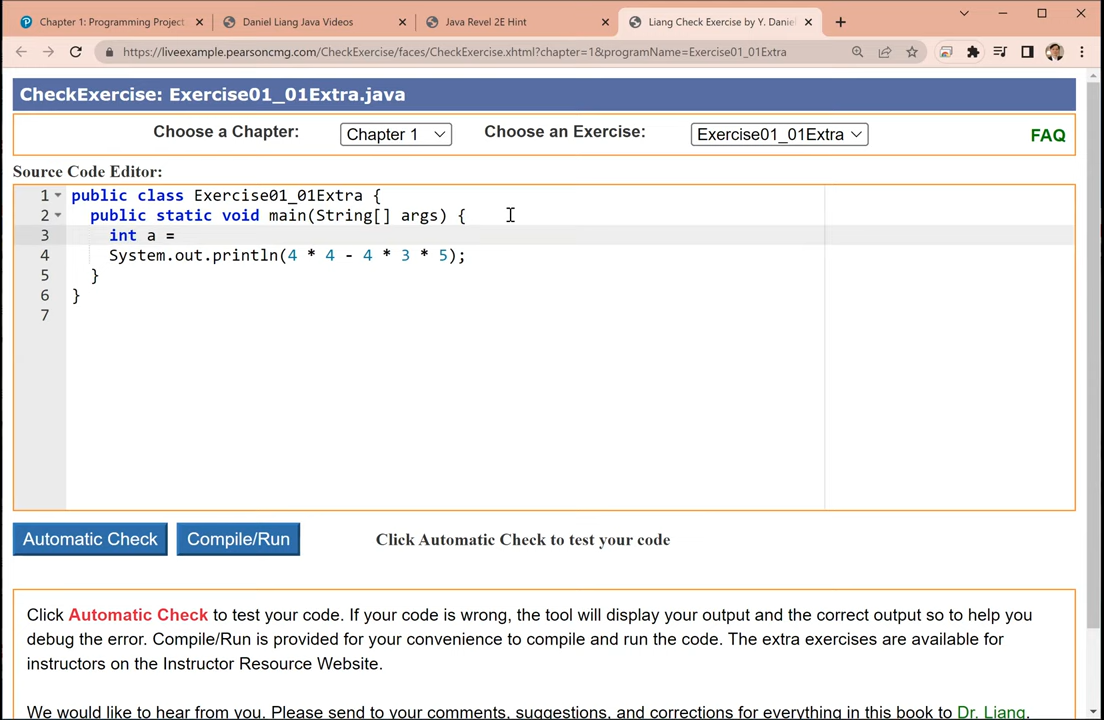 Chapter 1: Programming Project
Daniel Liang Java Videos
Java Revel 2E Hint
Liang Check Exercise by Y. Daniel
https://liveexample.pearsoncmg.com/CheckExercise/faces/CheckExercise.xhtml?chapter=1&programName=Exercise01_01Extra
CheckExercise: Exercise01_01Extra.java
Choose a Chapter: Chapter 1 Choose an Exercise: Exercise01_01Extra FAQ
Source Code Editor:
1 public class Exercise01_01Extra {
2 public static void main(String[] args) {
3 int a =
4 System.out.println(4 * 4 - 4 * 3 * 5);
5 }
6 }
7
Automatic Check Compile/Run Click Automatic Check to test your code
Click Automatic Check to test your code. If your code is wrong, the tool will display your output and the correct output so to help you
debug the error. Compile/Run is provided for your convenience to compile and run the code. The extra exercises are available for
instructors on the Instructor Resource Website.
We would like to hear from you. Please send to your comments, suggestions, and corrections for everything in this book to Dr. Liang.